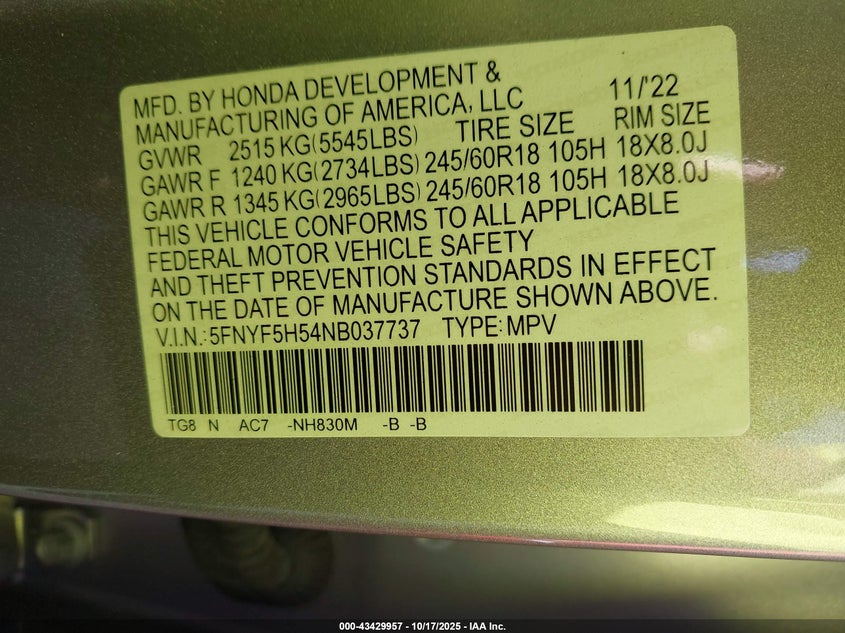 MFD. BY HONDA DEVELOPMENT &
MANUFACTURING OF AMERICA, LLC 11/'22
GVWR 2515 KG(5545LBS) TIRE SIZE RIM SIZE
GAWR F 1240 KG(2734LBS) 245/60R18 105H 18X8.0J
GAWR R 1345 KG(2965LBS) 245/60R18 105H 18X8.0J
THIS VEHICLE CONFORMS TO ALL APPLICABLE
FEDERAL MOTOR VEHICLE SAFETY
AND THEFT PREVENTION STANDARDS IN EFFECT
ON THE DATE OF MANUFACTURE SHOWN ABOVE.
V.I.N.: 5FNYF5H54NB037737 TYPE: MPV
TG8 N AC7 -NH830M -B -B
000-43429957 - 10/17/2025 - IAA Inc.